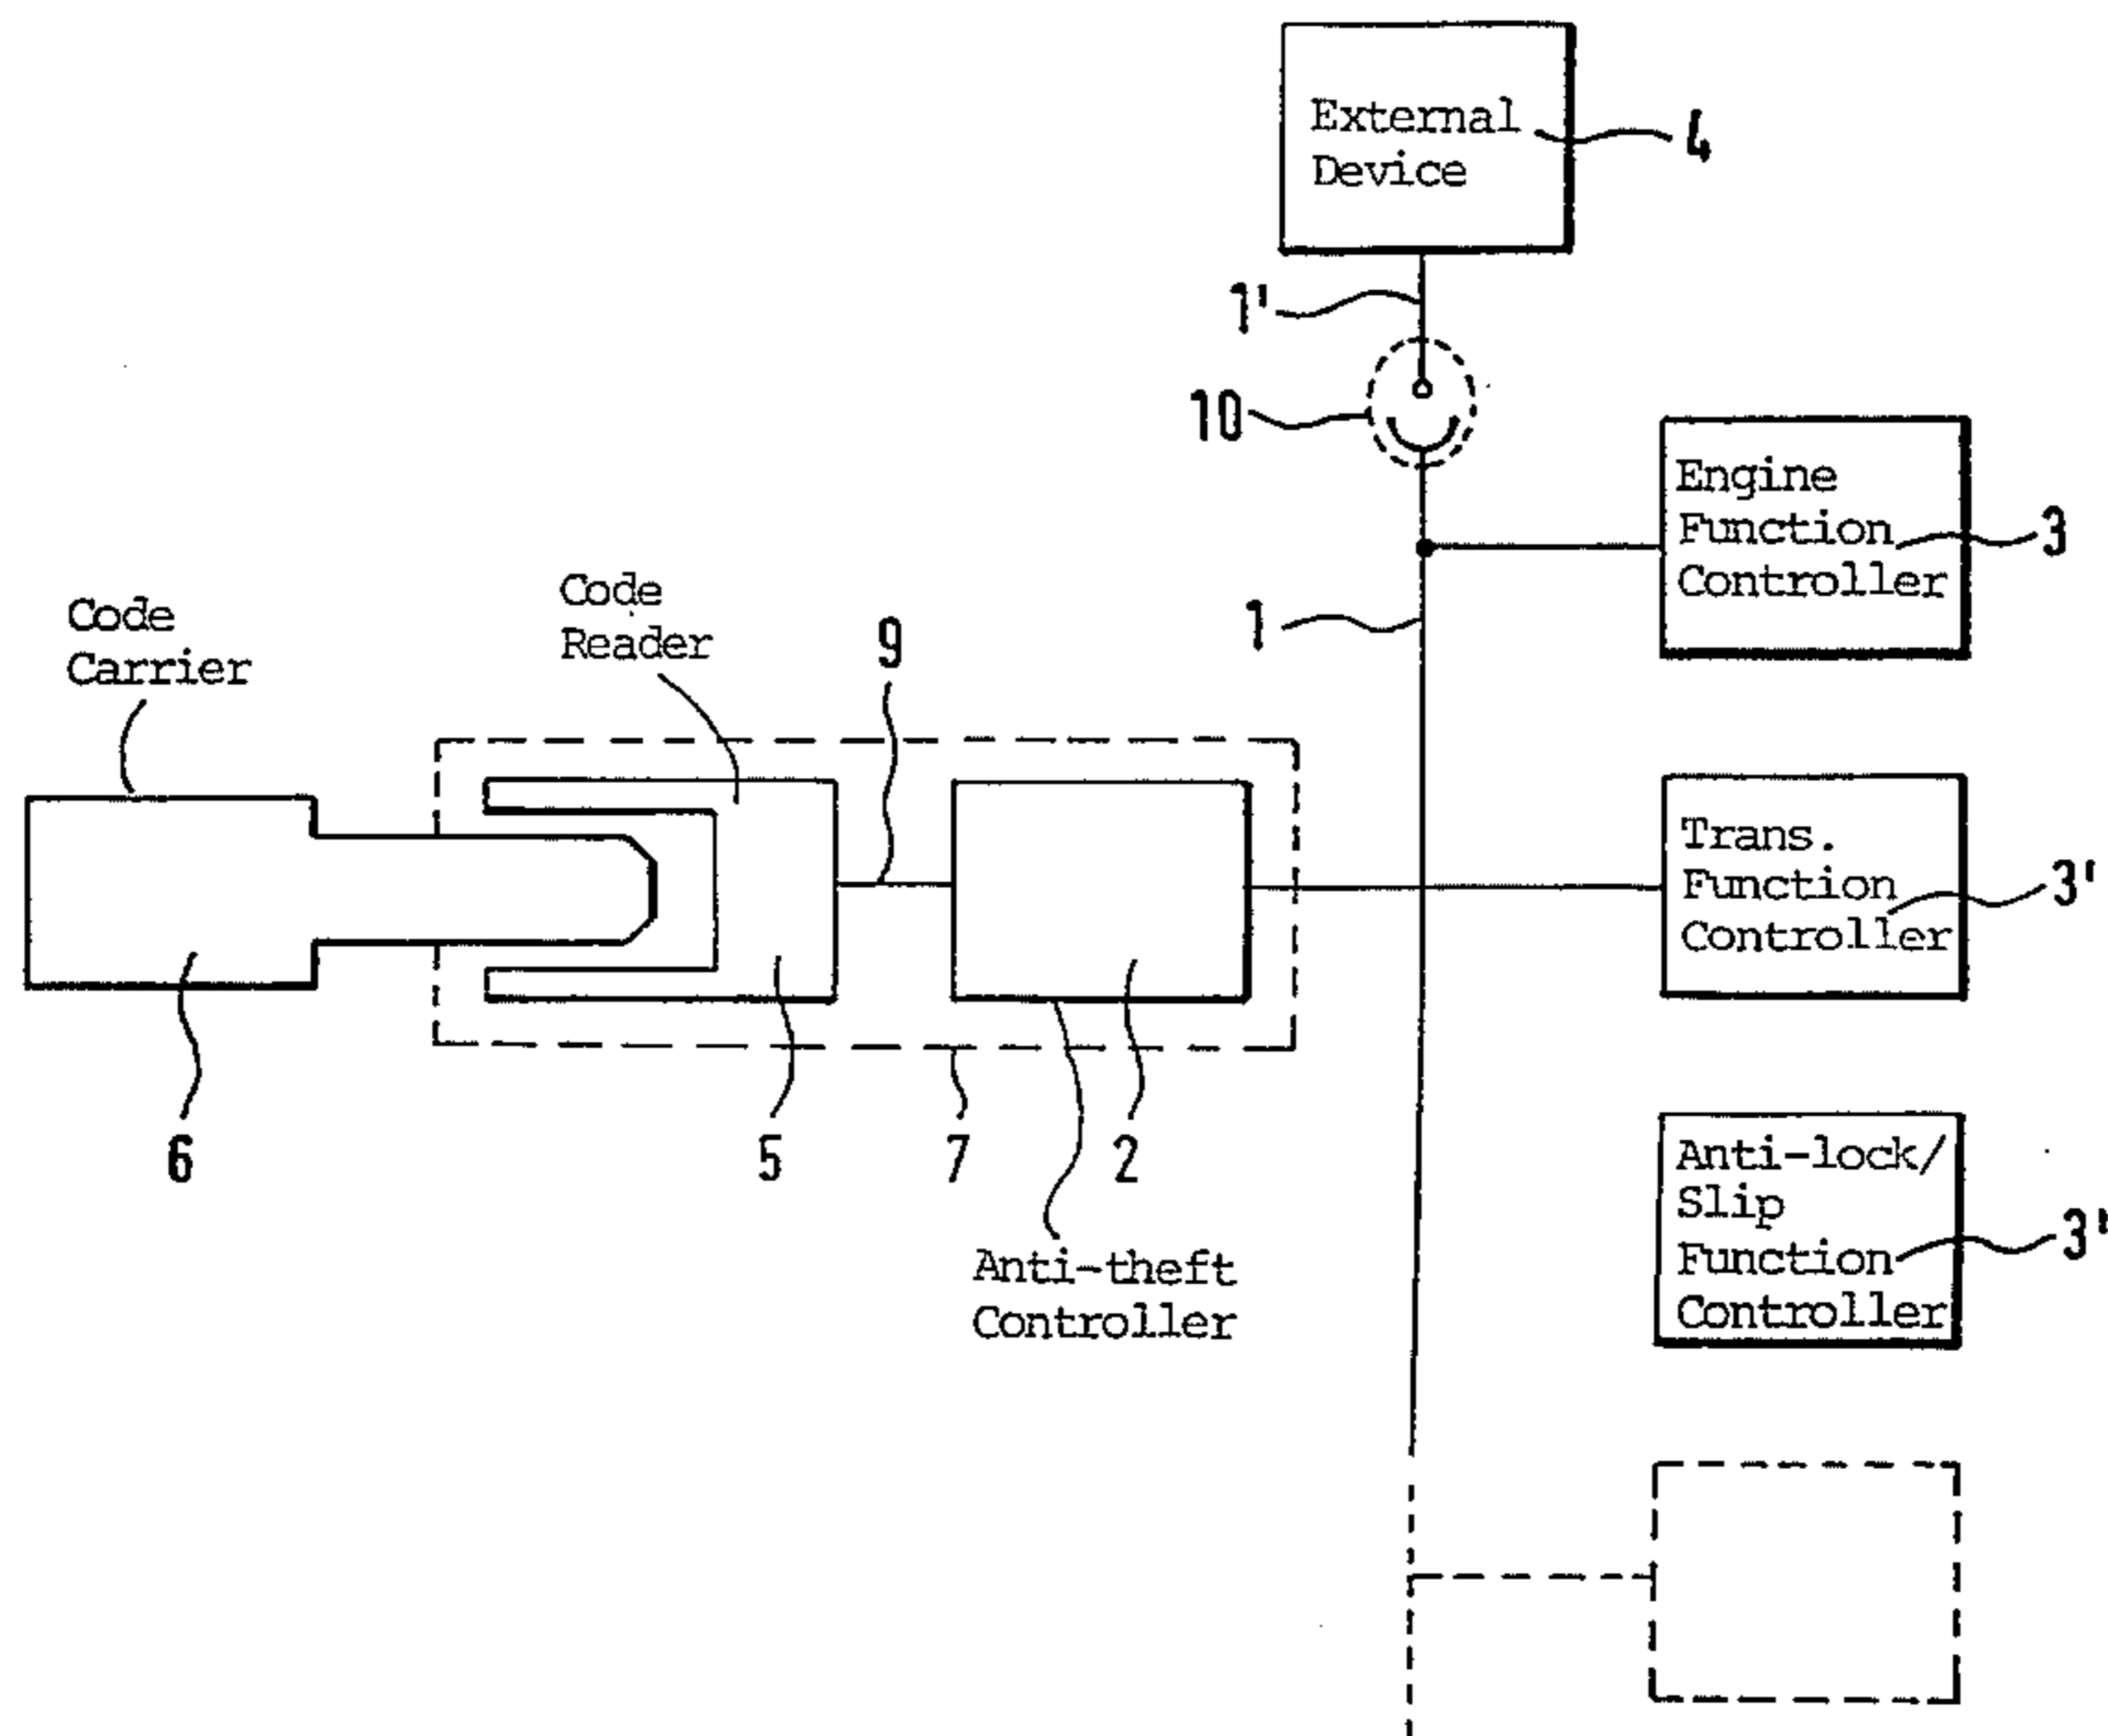 External
Device
4
1'
10
Engine
Function
Controller
3
1
Code
Carrier
Code
Reader
9
Trans.
Function
Controller
3'
6
5
7
2
Anti-theft
Controller
Anti-lock/
Slip
Function
Controller
3'